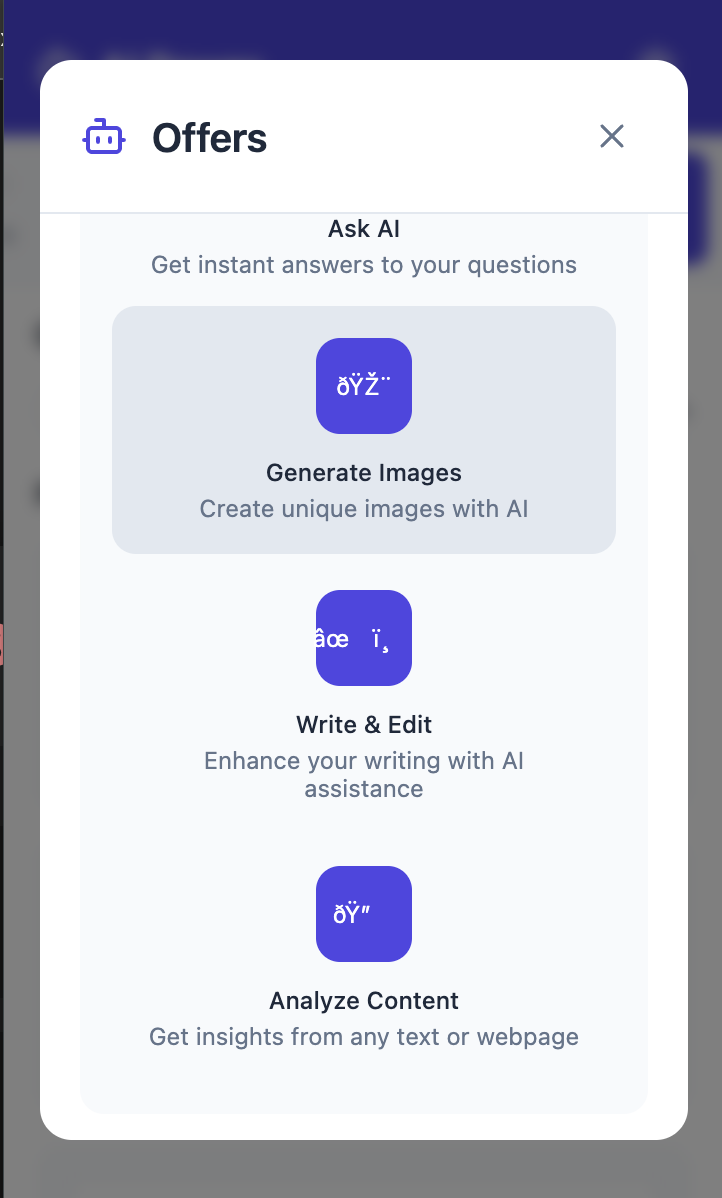 Offers
Ask AI
Get instant answers to your questions
ðŸŽ¨
Generate Images
Create unique images with AI
âœ ï¸
Write & Edit
Enhance your writing with AI
assistance
ðŸ”
Analyze Content
Get insights from any text or webpage